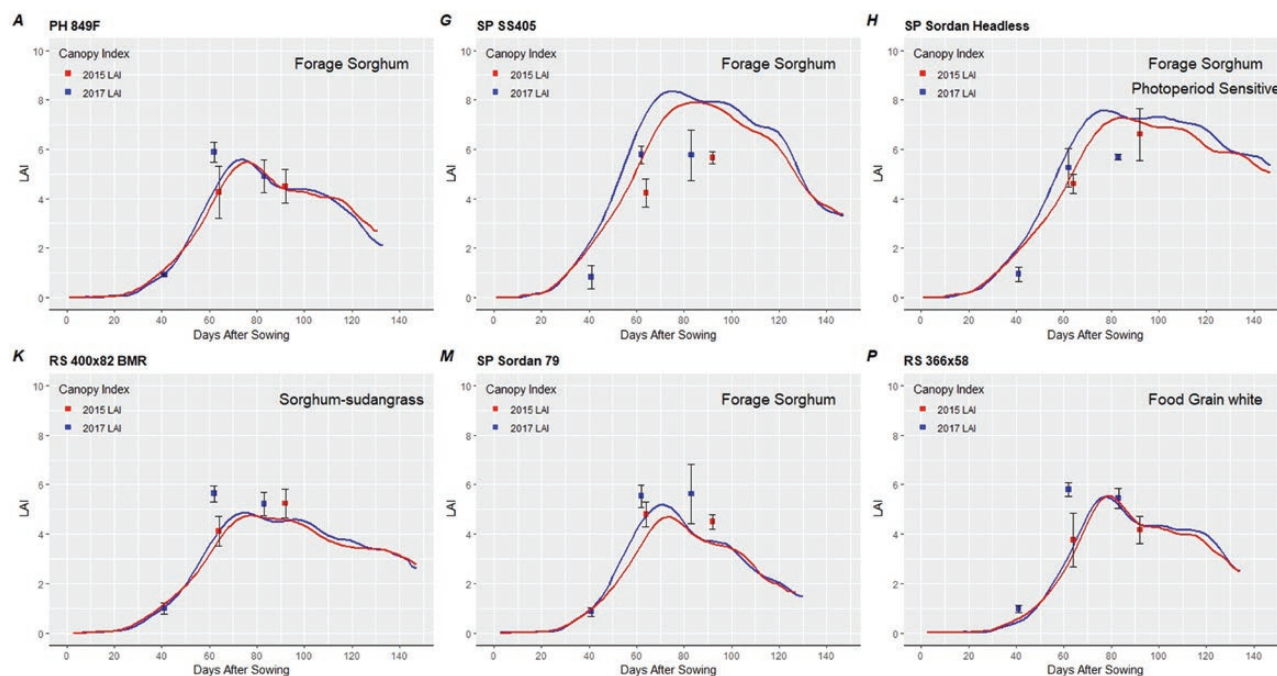 A PH 849F
Canopy Index
2015 LAI
2017 LAI
Forage Sorghum
LAI
10
8
6
4
2
0
0 20 40 60 80 100 120 140
Days After Sowing
G SP SS405
Canopy Index
2015 LAI
2017 LAI
Forage Sorghum
LAI
10
8
6
4
2
0
0 20 40 60 80 100 120 140
Days After Sowing
H SP Sordan Headless
Canopy Index
2015 LAI
2017 LAI
Forage Sorghum
Photoperiod Sensitive
LAI
10
8
6
4
2
0
0 20 40 60 80 100 120 140
Days After Sowing
K RS 400x82 BMR
Canopy Index
2015 LAI
2017 LAI
Sorghum-sudangrass
LAI
10
8
6
4
2
0
0 20 40 60 80 100 120 140
Days After Sowing
M SP Sordan 79
Canopy Index
2015 LAI
2017 LAI
Forage Sorghum
LAI
10
8
6
4
2
0
0 20 40 60 80 100 120 140
Days After Sowing
P RS 366x58
Canopy Index
2015 LAI
2017 LAI
Food Grain white
LAI
10
8
6
4
2
0
0 20 40 60 80 100 120 140
Days After Sowing